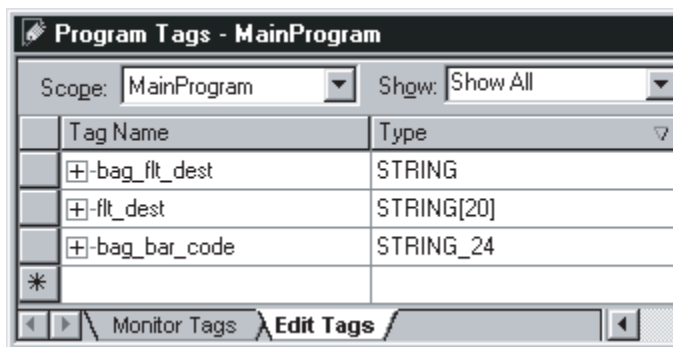 Program Tags - MainProgram
Scope: MainProgram Show: Show All
Tag Name Type
bag_flt_dest STRING
flt_dest STRING[20]
bag_bar_code STRING_24
Monitor Tags Edit Tags